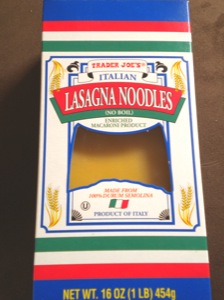 TRADER JOE'S
ITALIAN
LASAGNA NOODLES
(NO BOIL)
ENRICHED
MACARONI PRODUCT
MADE FROM
100% DURUM SEMOLINA
U
PRODUCT OF ITALY
NET WT. 16 OZ (1 LB) 454g